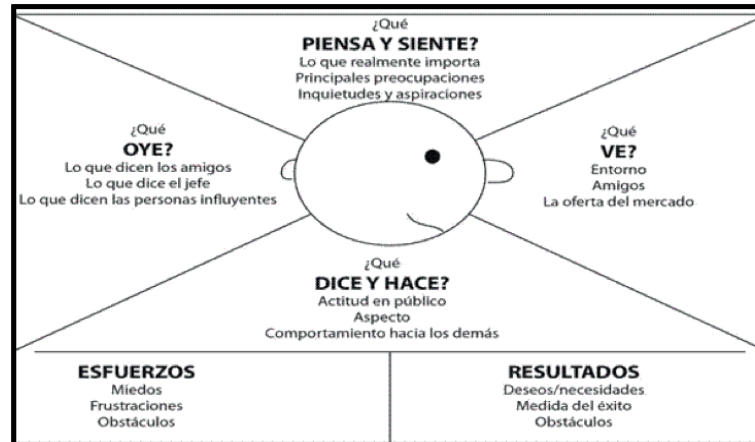 ¿Qué
PIENSA Y SIENTE?
Lo que realmente importa
Principales preocupaciones
Inquietudes y aspiraciones
¿Qué
OYE?
Lo que dicen los amigos
Lo que dice el jefe
Lo que dicen las personas influyentes
¿Qué
VE?
Entorno
Amigos
La oferta del mercado
¿Qué
DICE Y HACE?
Actitud en público
Aspecto
Comportamiento hacia los demás
ESFUERZOS
Miedos
Frustraciones
Obstáculos
RESULTADOS
Deseos/necesidades
Medida del éxito
Obstáculos